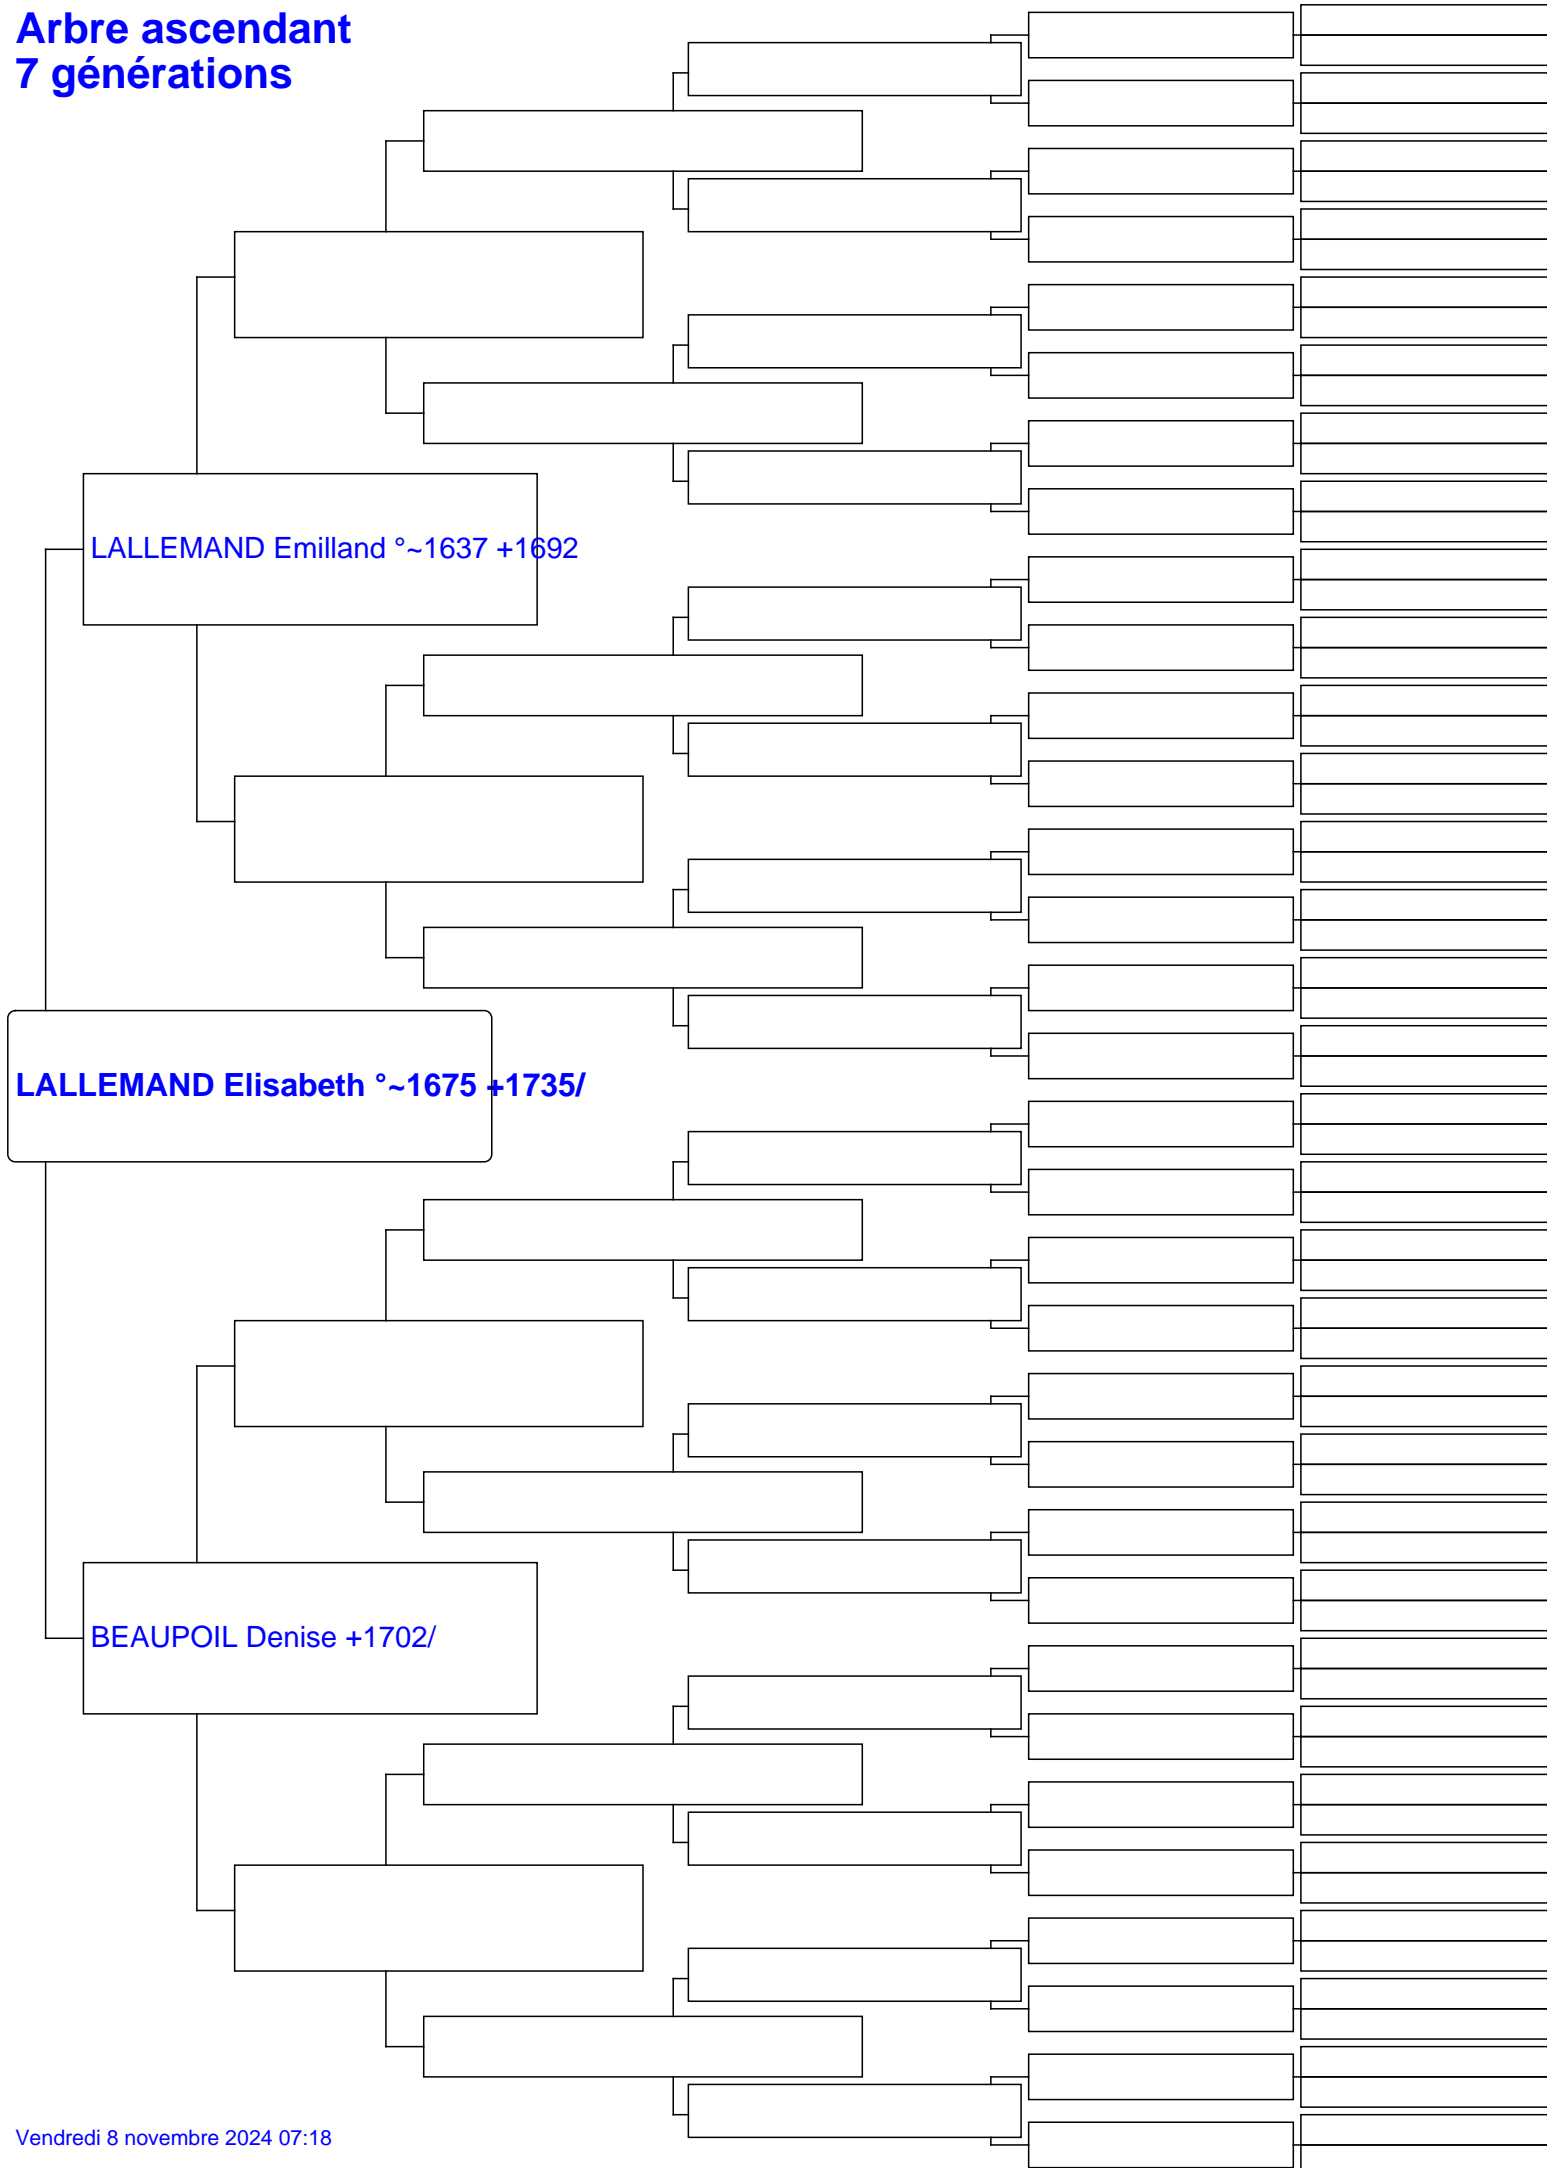 Arbre ascendant
7 générations
LALLEMAND Emilland °~1637 +1692
LALLEMAND Elisabeth °~1675 +1735/
BEAUPOIL Denise +1702/
Vendredi 8 novembre 2024 07:18